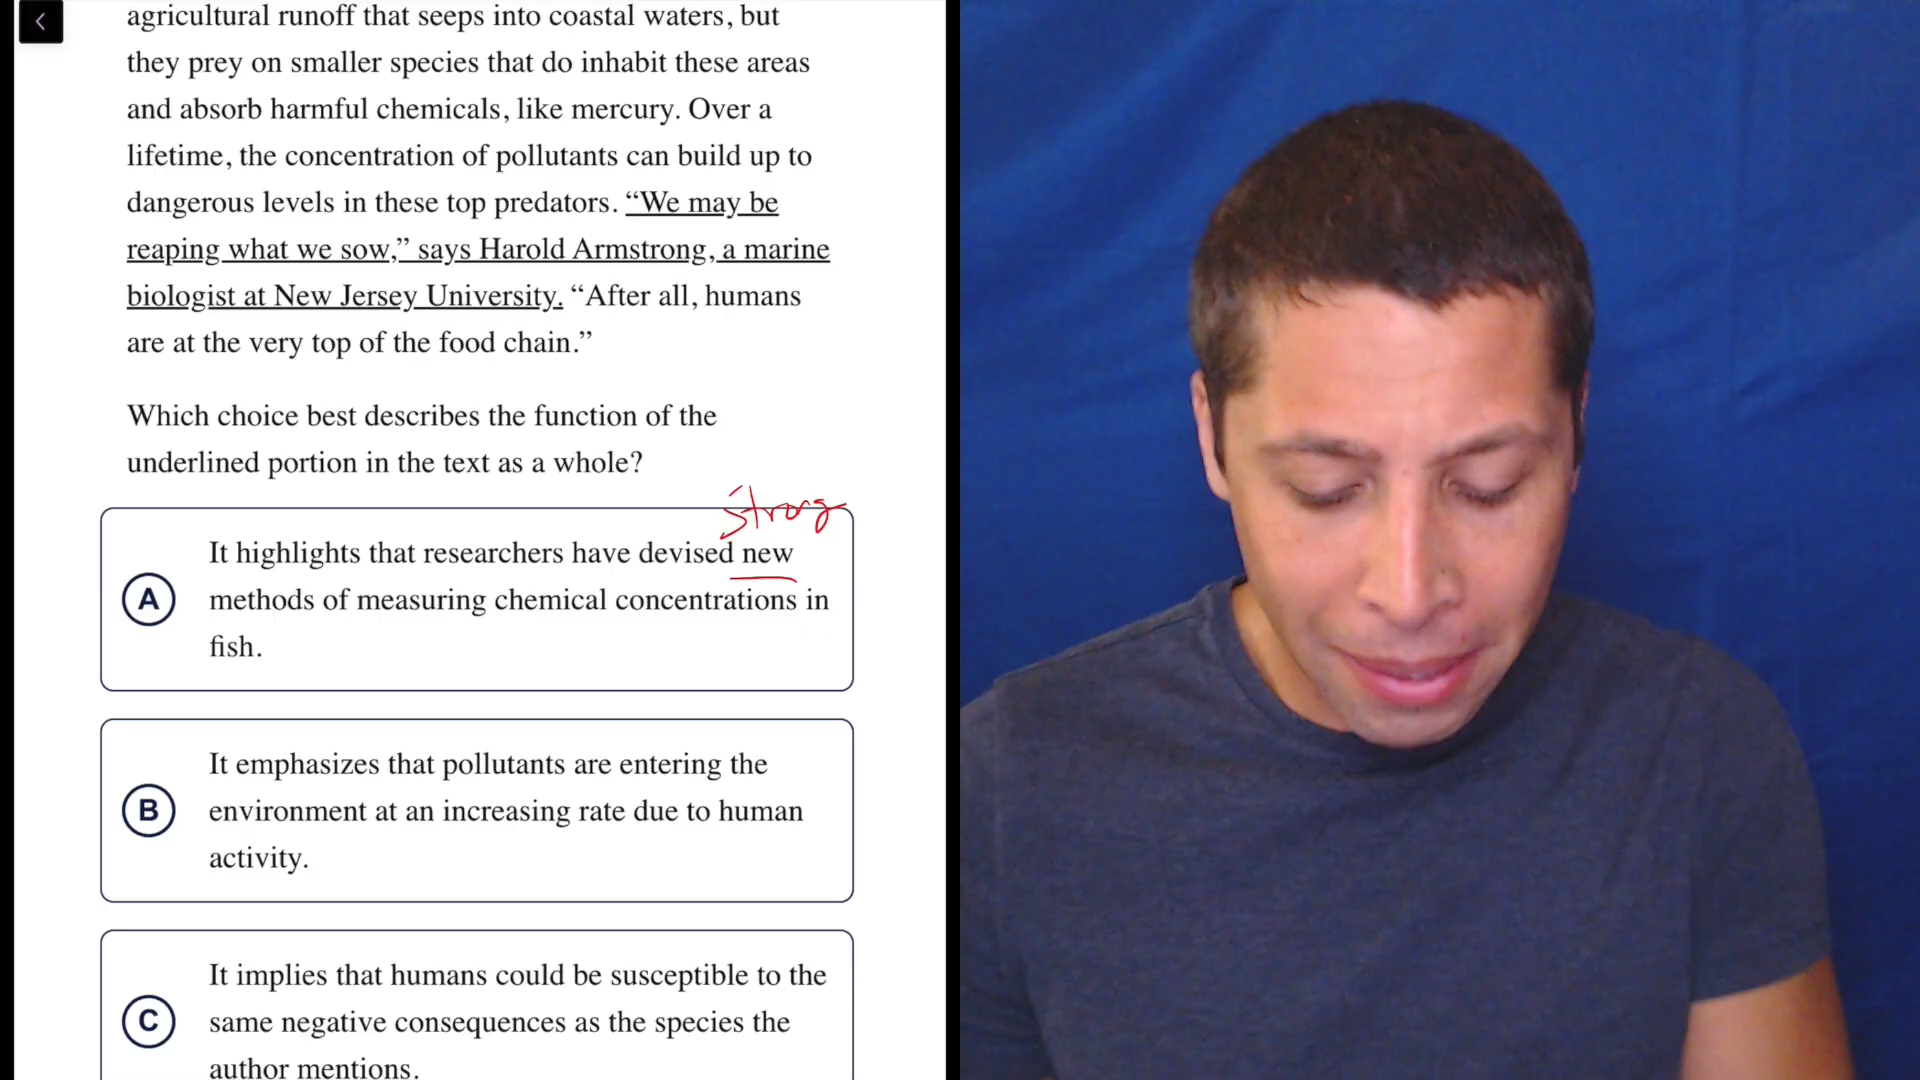 agricultural runoff that seeps into coastal waters, but
they prey on smaller species that do inhabit these areas
and absorb harmful chemicals, like mercury. Over a
lifetime, the concentration of pollutants can build up to
dangerous levels in these top predators. “We may be
reaping what we sow,” says Harold Armstrong, a marine
biologist at New Jersey University. “After all, humans
are at the very top of the food chain.”
Which choice best describes the function of the
underlined portion in the text as a whole?
strong
A
It highlights that researchers have devised new
methods of measuring chemical concentrations in
fish.
B
It emphasizes that pollutants are entering the
environment at an increasing rate due to human
activity.
C
It implies that humans could be susceptible to the
same negative consequences as the species the
author mentions.